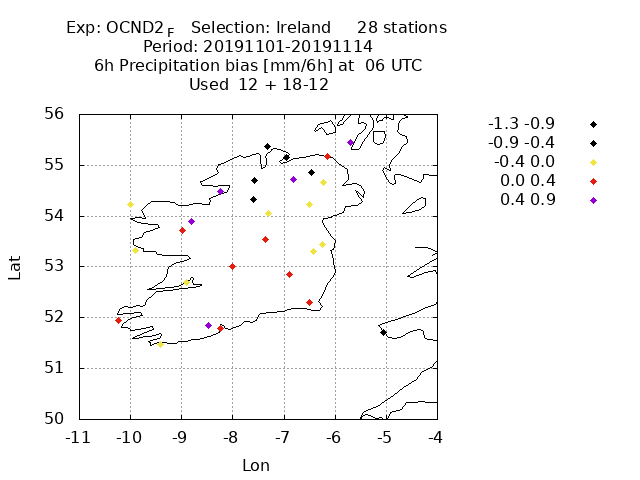 Exp: OCND2F Selection: Ireland 28 stations
Period: 20191101-20191114
6h Precipitation bias [mm/6h] at 06 UTC
Used 12 + 18-12
56
55
54
53
52
51
50
-11 -10 -9 -8 -7 -6 -5 -4
Lat
Lon
-1.3 -0.9
-0.9 -0.4
-0.4 0.0
0.0 0.4
0.4 0.9